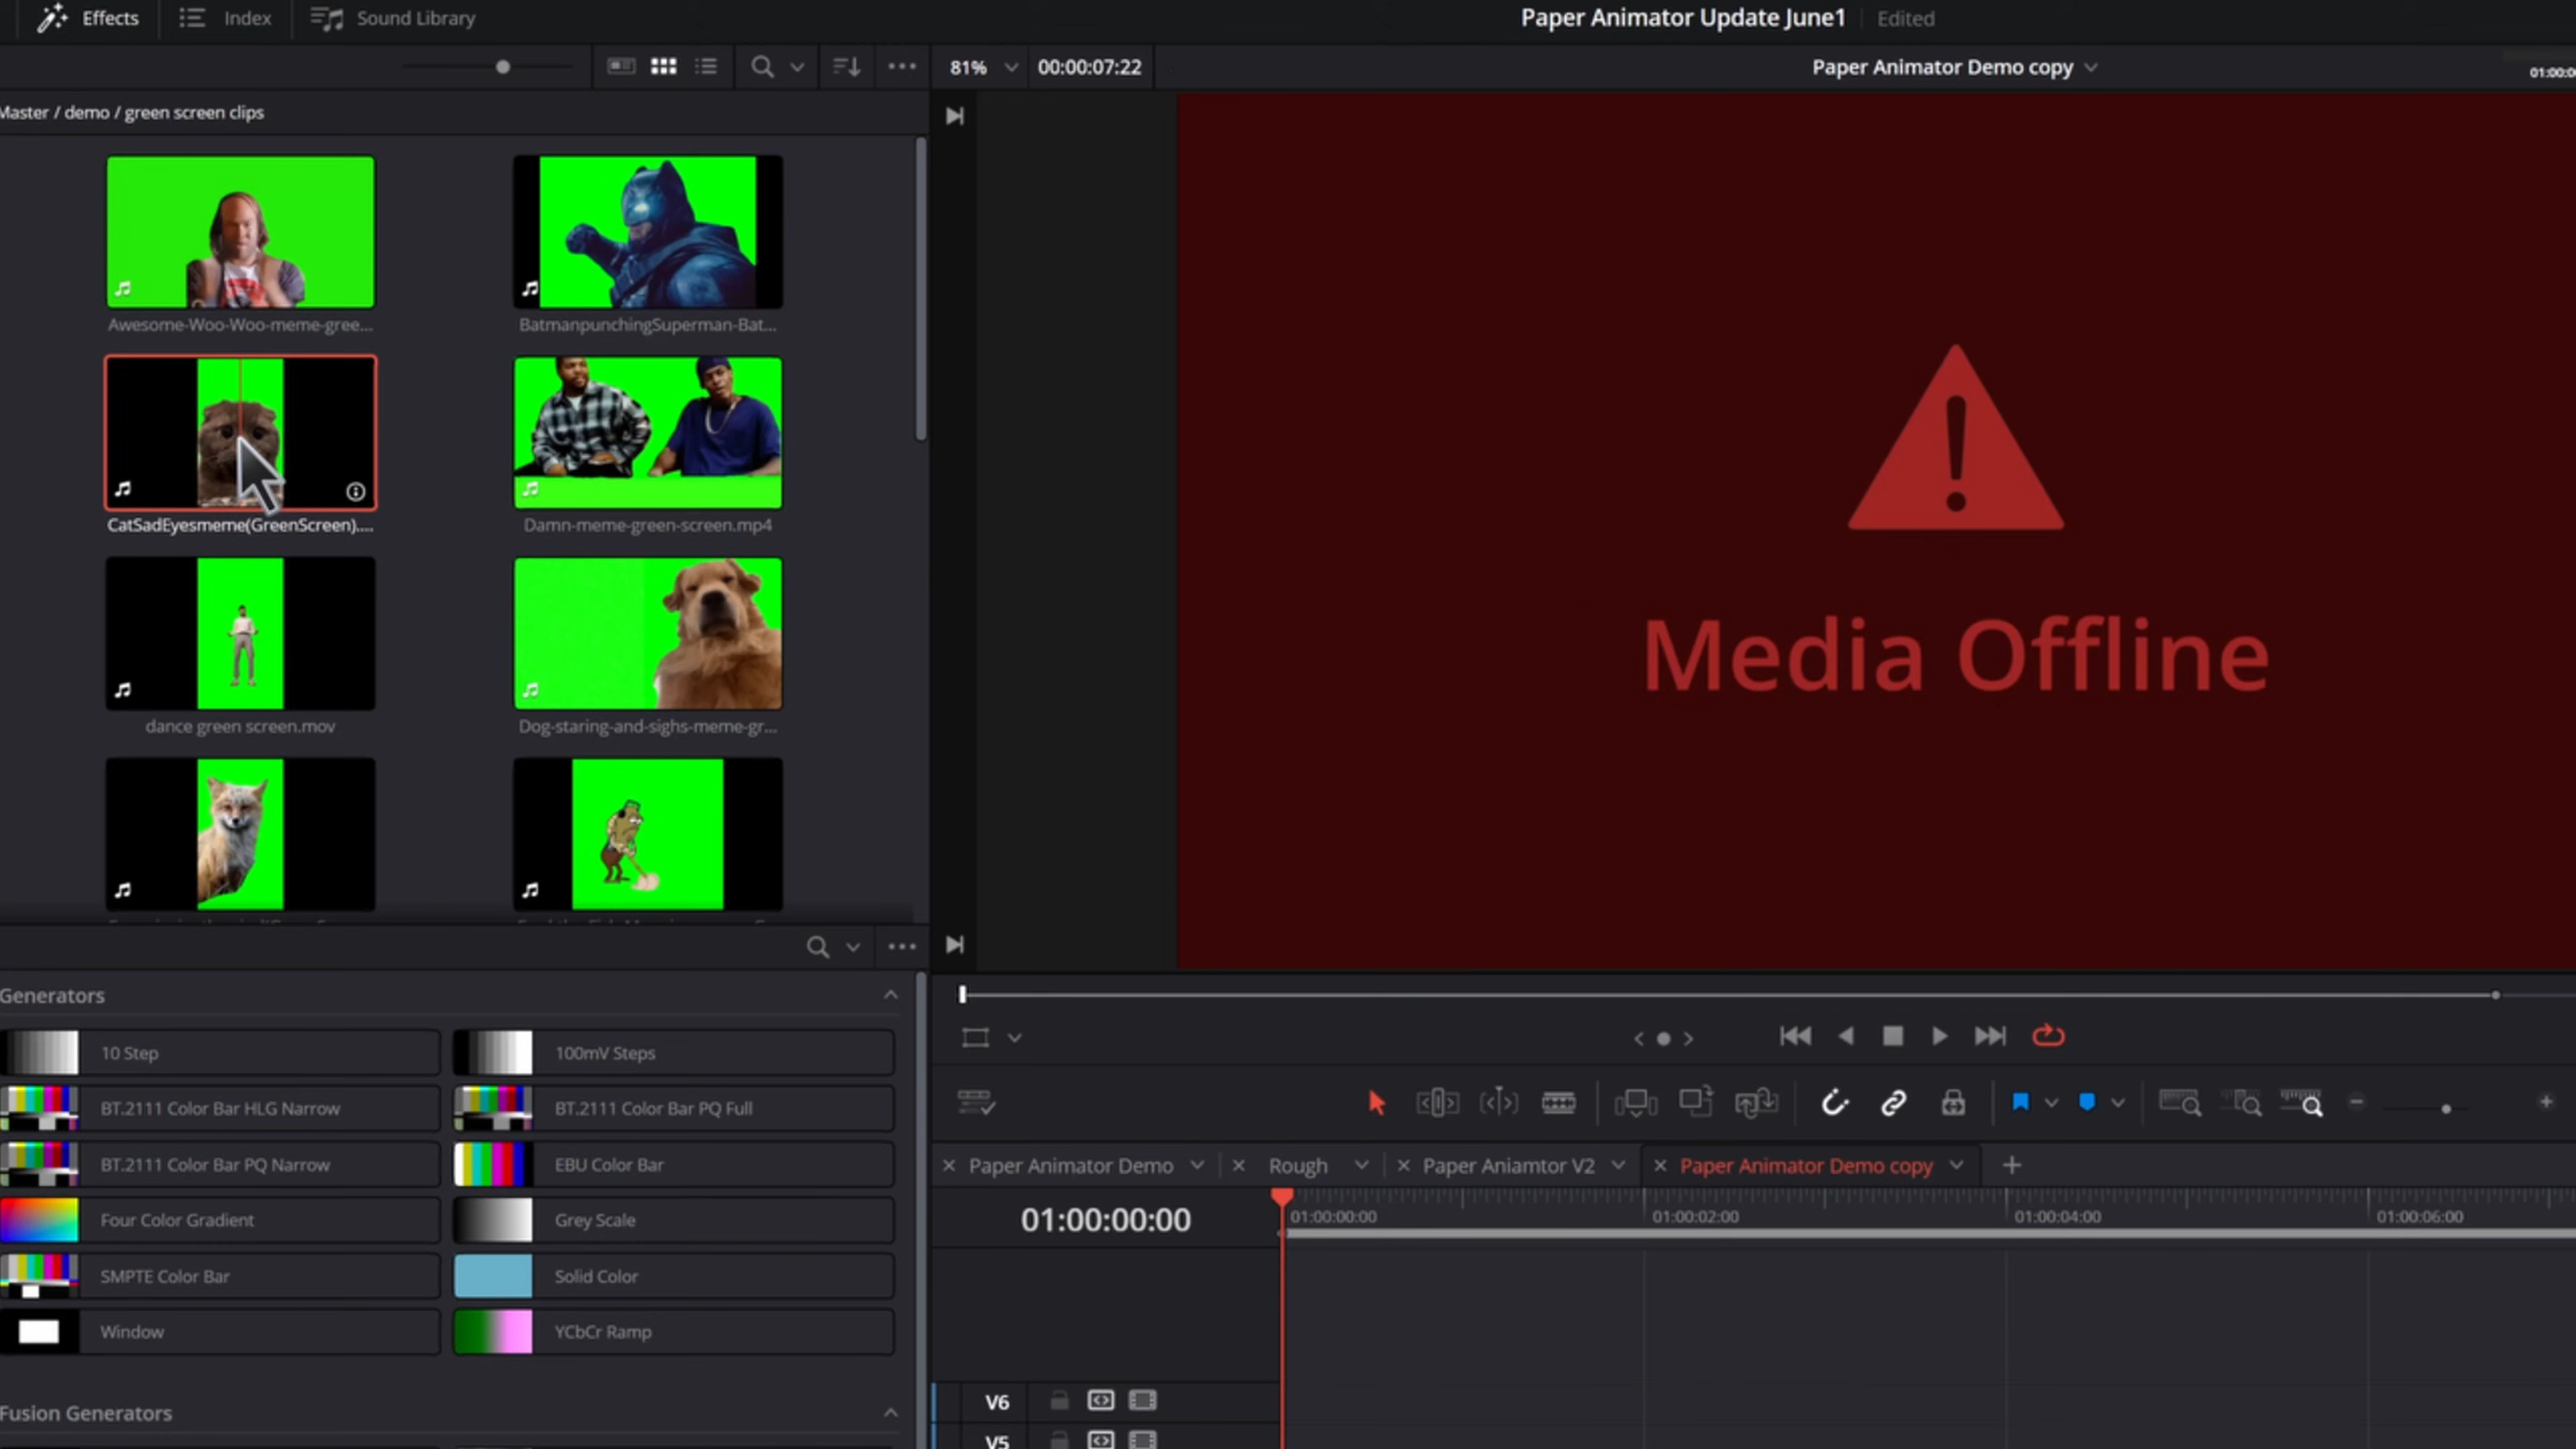 Effects
Index
Sound Library
Paper Animator Update June1
Edited
81%
00:00:07:22
Paper Animator Demo copy
Master / demo / green screen clips
Awesome-Woo-Woo-meme-gree...
BatmanpunchingSuperman-Bat...
CatSadEyesmeme(GreenScreen)....
Damn-meme-green-screen.mp4
dance green screen.mov
Dog-staring-and-sighs-meme-gr...
Media Offline
Generators
10 Step
100mV Steps
BT.2111 Color Bar HLG Narrow
BT.2111 Color Bar PQ Full
BT.2111 Color Bar PQ Narrow
EBU Color Bar
Four Color Gradient
Grey Scale
SMPTE Color Bar
Solid Color
Window
YCbCr Ramp
Fusion Generators
Paper Animator Demo
Rough
Paper Aniamtor V2
Paper Animator Demo copy
01:00:00:00
01:00:00:00
01:00:02:00
01:00:04:00
01:00:06:00
V6
V5